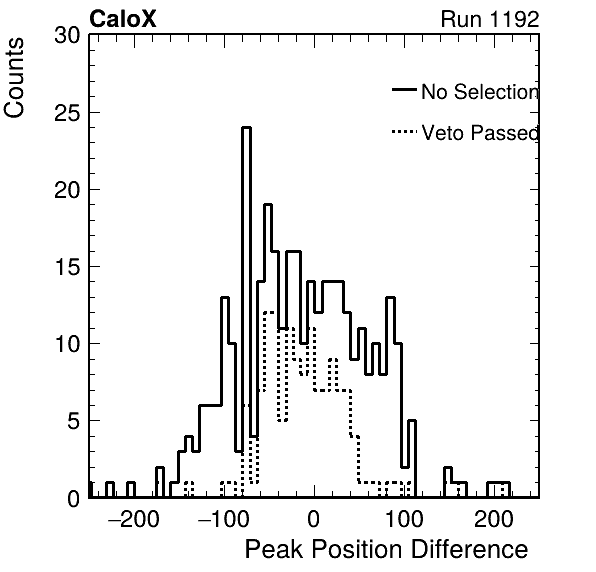 CaloX Run 1192
30
Counts
No Selection
25
Veto Passed
20
15
10
5
0
−200 −100 0 100 200
Peak Position Difference